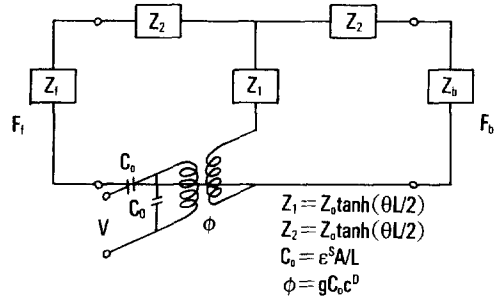 Z₂
Z₂
Z_f
Z₁
Z_b
F_f
F_b
C₀
C₀
V
φ
Z₁=Z₀tanh(θL/2)
Z₂=Z₀tanh(θL/2)
C₀=ε^S A/L
φ=gC₀c^D